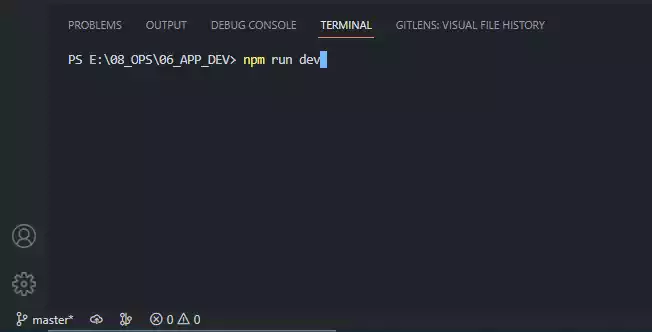 PROBLEMS OUTPUT DEBUG CONSOLE TERMINAL GITLENS: VISUAL FILE HISTORY
PS E:\08_OPS\06_APP_DEV> npm run dev
master* 0 0